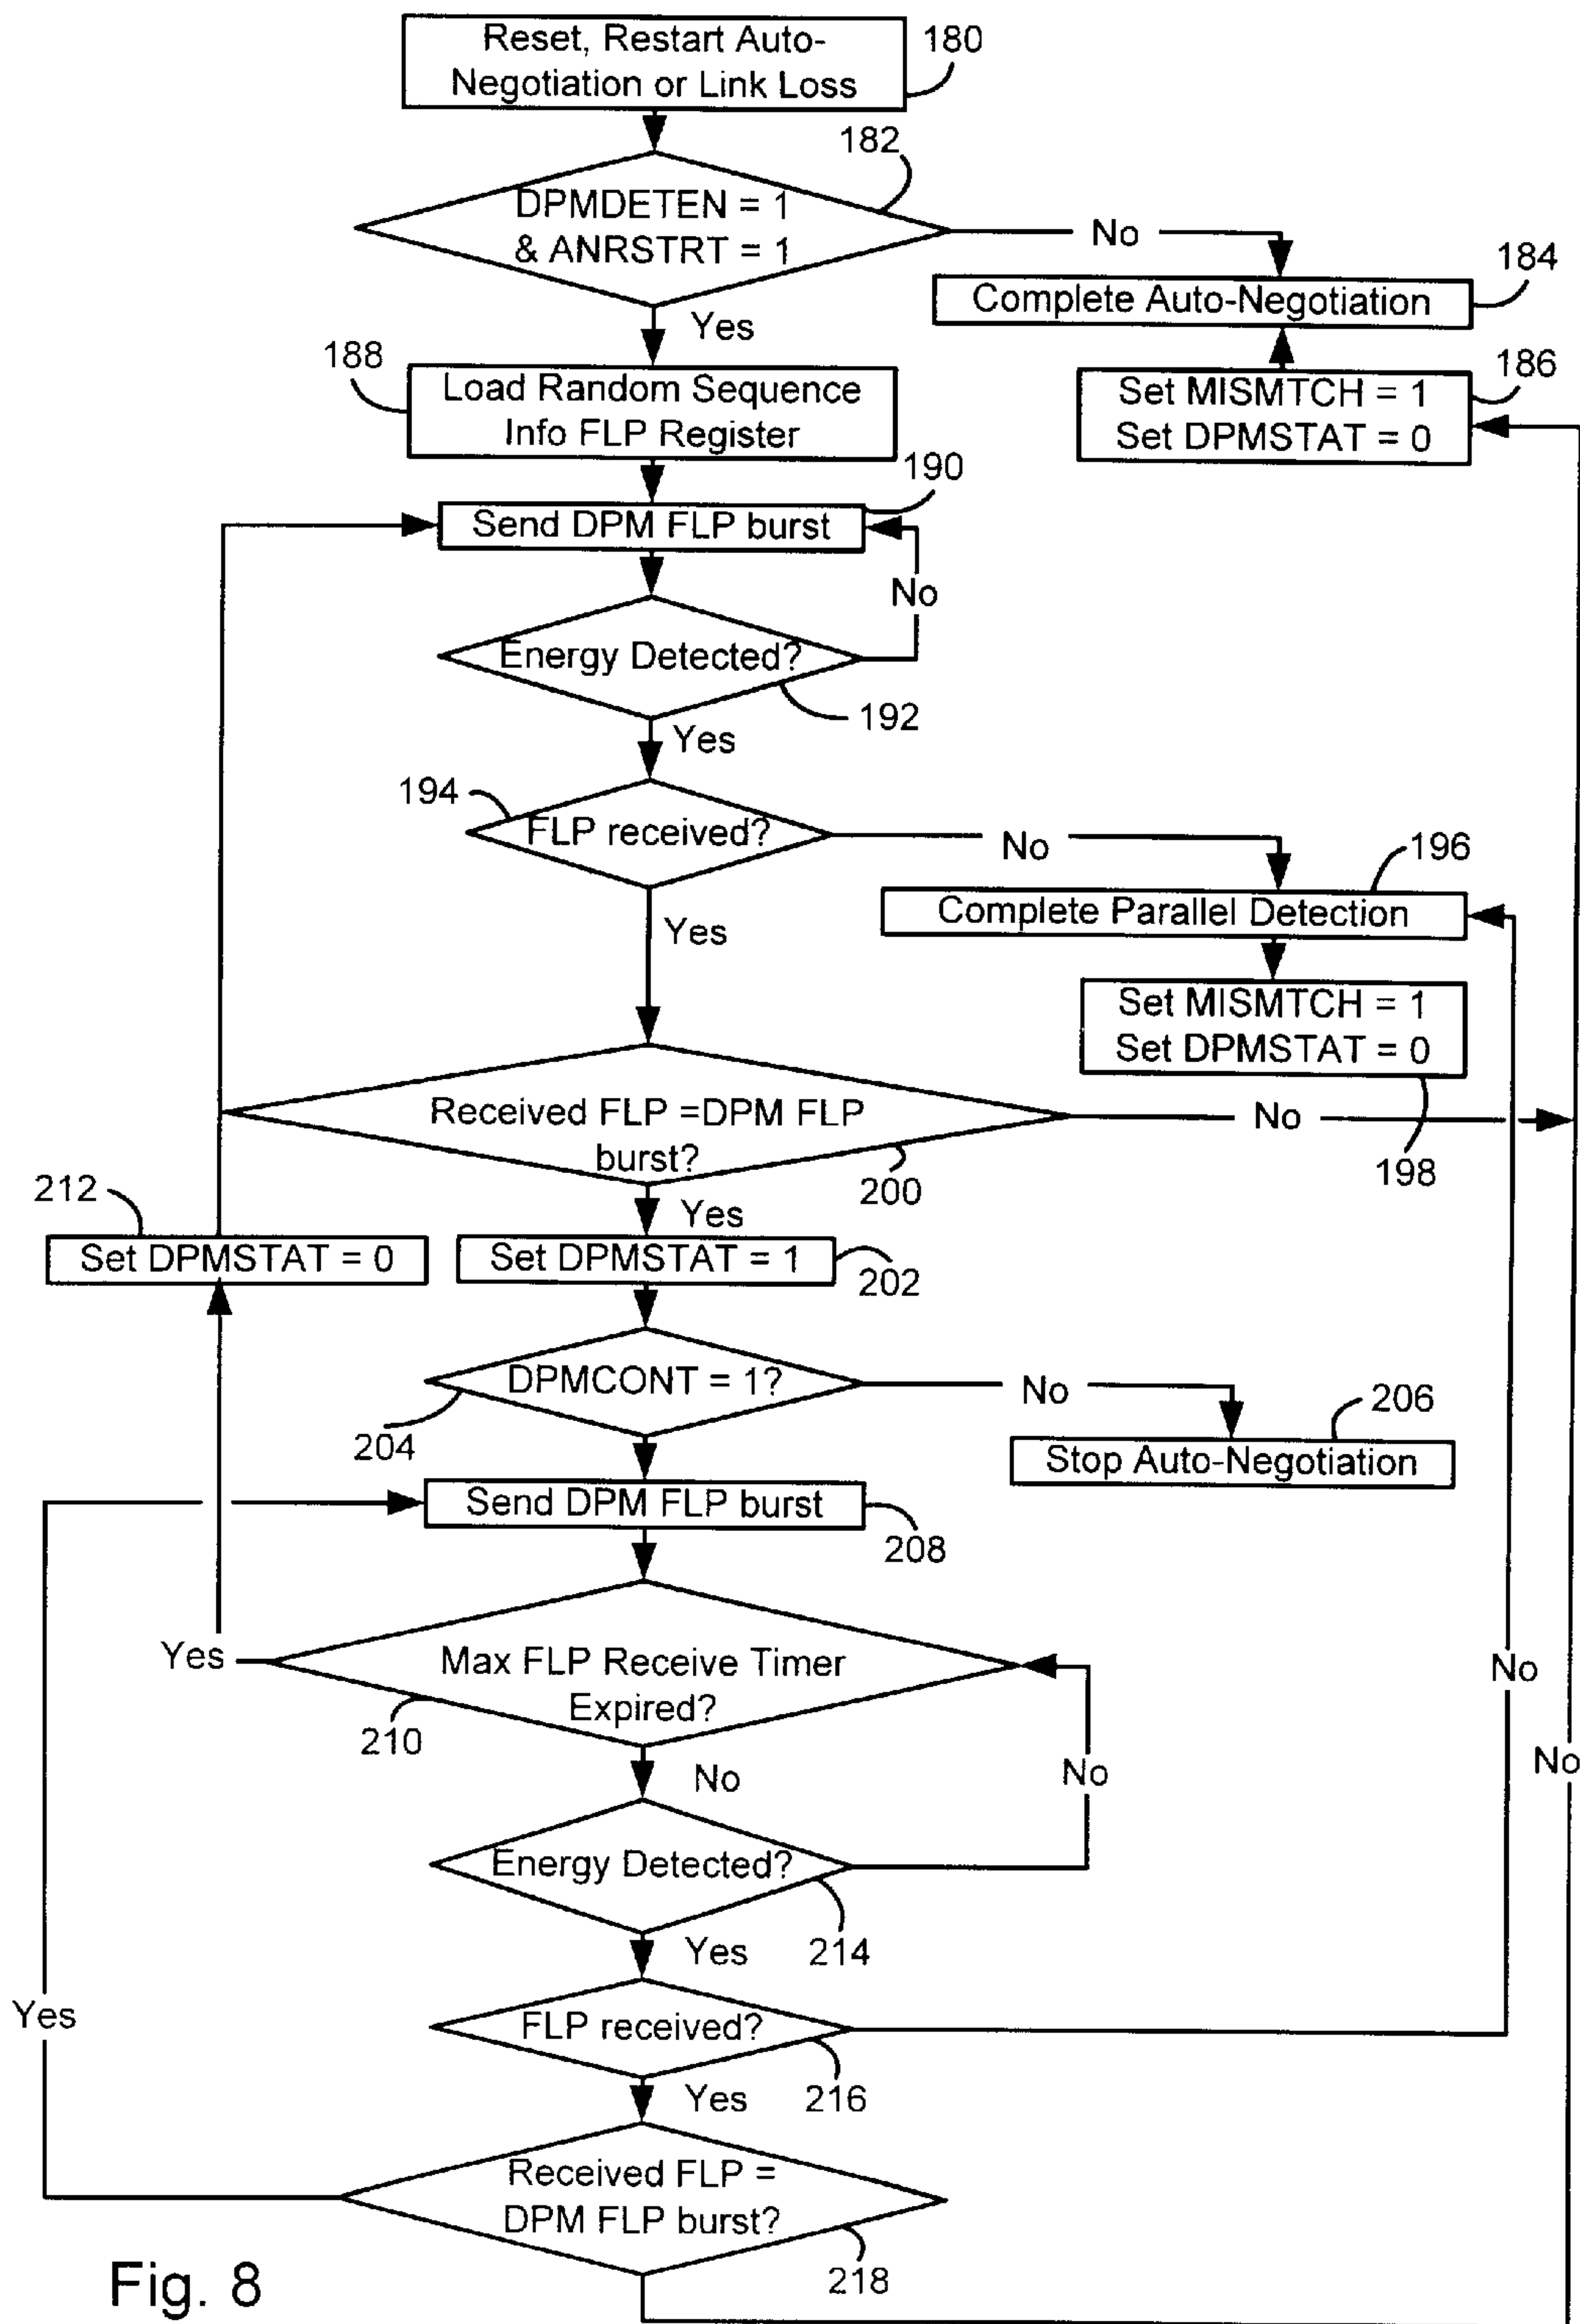 Reset, Restart Auto-
Negotiation or Link Loss
180
182
DPMDETEN = 1
& ANRSTRT = 1
No
184
Complete Auto-Negotiation
Yes
188
Load Random Sequence
Info FLP Register
186
Set MISMTCH = 1
Set DPMSTAT = 0
190
Send DPM FLP burst
No
Energy Detected?
192
Yes
194
FLP received?
No
196
Complete Parallel Detection
Yes
Set MISMTCH = 1
Set DPMSTAT = 0
198
Received FLP =DPM FLP
burst?
No
200
212
Yes
Set DPMSTAT = 0
Set DPMSTAT = 1
202
DPMCONT = 1?
204
No
206
Stop Auto-Negotiation
Send DPM FLP burst
208
Yes
Max FLP Receive Timer
Expired?
210
No
No
No
No
Energy Detected?
214
Yes
Yes
FLP received?
216
Yes
Received FLP =
DPM FLP burst?
218
Fig. 8